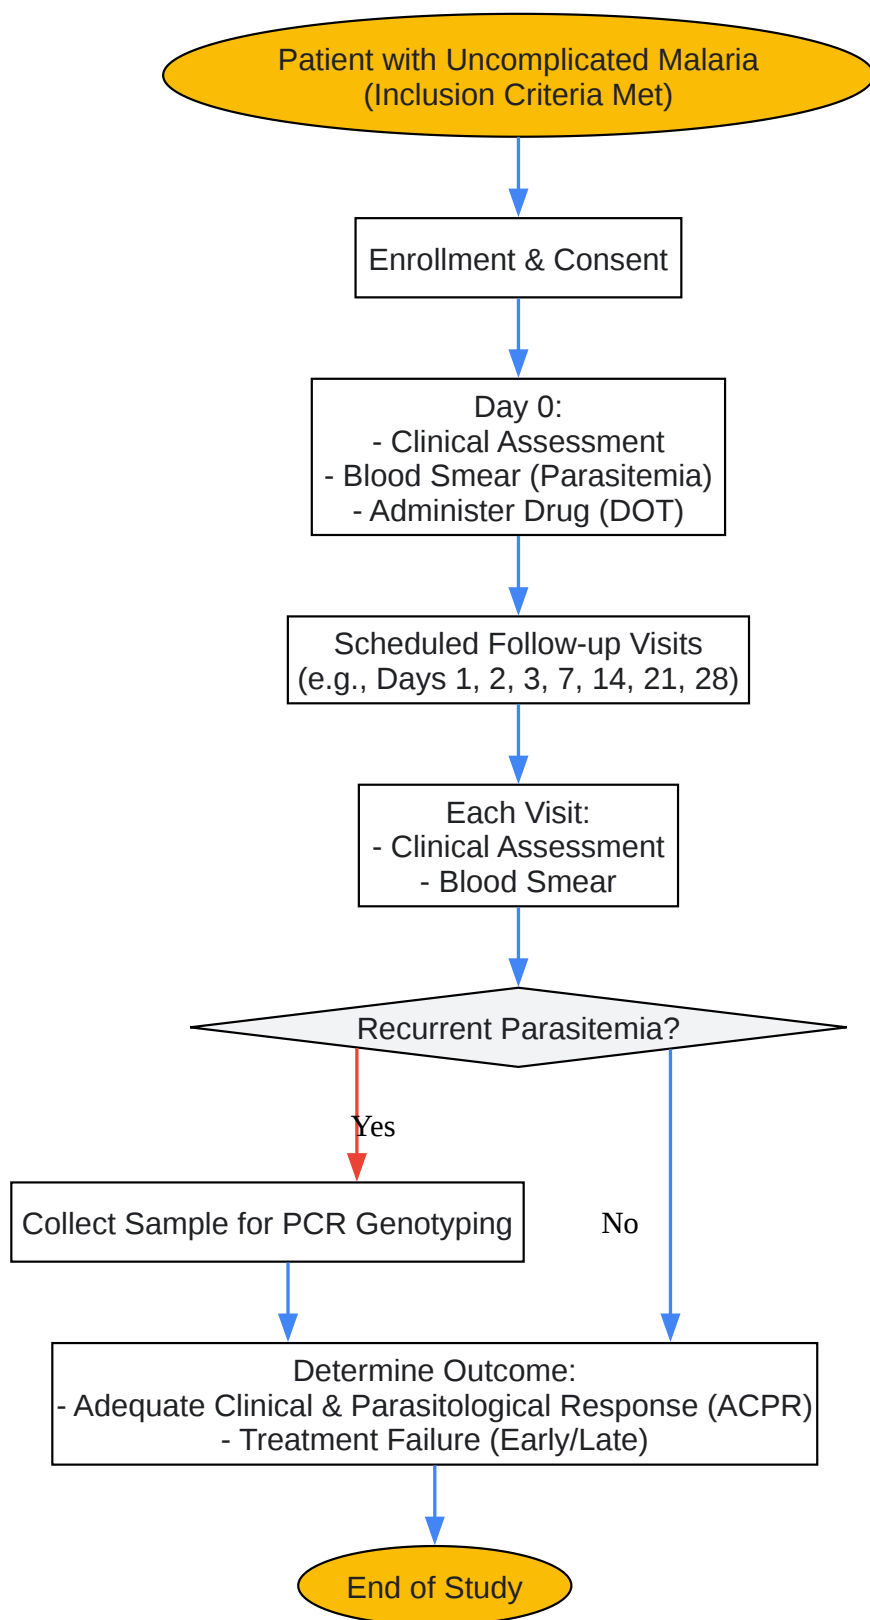 Patient with Uncomplicated Malaria
(Inclusion Criteria Met)
Enrollment & Consent
Day 0:
- Clinical Assessment
- Blood Smear (Parasitemia)
- Administer Drug (DOT)
Scheduled Follow-up Visits
(e.g., Days 1, 2, 3, 7, 14, 21, 28)
Each Visit:
- Clinical Assessment
- Blood Smear
Recurrent Parasitemia?
Yes
Collect Sample for PCR Genotyping
No
Determine Outcome:
- Adequate Clinical & Parasitological Response (ACPR)
- Treatment Failure (Early/Late)
End of Study